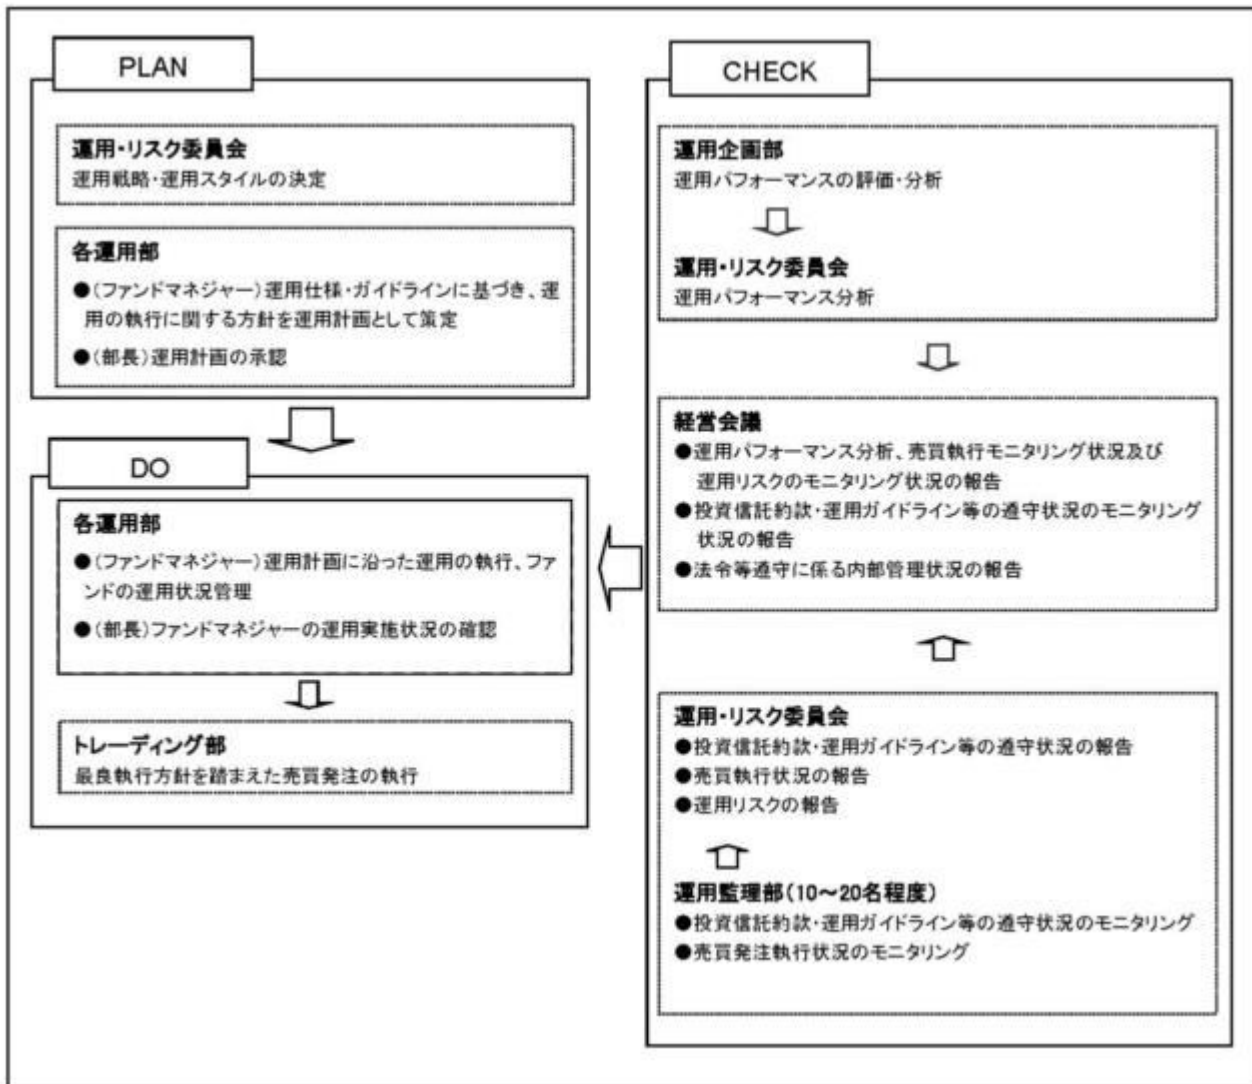 PLAN
運用・リスク委員会
運用戦略・運用スタイルの決定
各運用部
●(ファンドマネジャー)運用仕様・ガイドラインに基づき、運
用の執行に関する方針を運用計画として策定
●(部長)運用計画の承認
DO
各運用部
●(ファンドマネジャー)運用計画に沿った運用の執行、ファ
ンドの運用状況管理
●(部長)ファンドマネジャーの運用実施状況の確認
トレーディング部
最良執行方針を踏まえた売買発注の執行
CHECK
運用企画部
運用パフォーマンスの評価・分析
運用・リスク委員会
運用パフォーマンス分析
経営会議
●運用パフォーマンス分析、売買執行モニタリング状況及び
運用リスクのモニタリング状況の報告
●投資信託約款・運用ガイドライン等の遵守状況のモニタリング
状況の報告
●法令等遵守に係る内部管理状況の報告
運用・リスク委員会
●投資信託約款・運用ガイドライン等の遵守状況の報告
●売買執行状況の報告
●運用リスクの報告
運用監理部(10～20名程度)
●投資信託約款・運用ガイドライン等の遵守状況のモニタリング
●売買発注執行状況のモニタリング